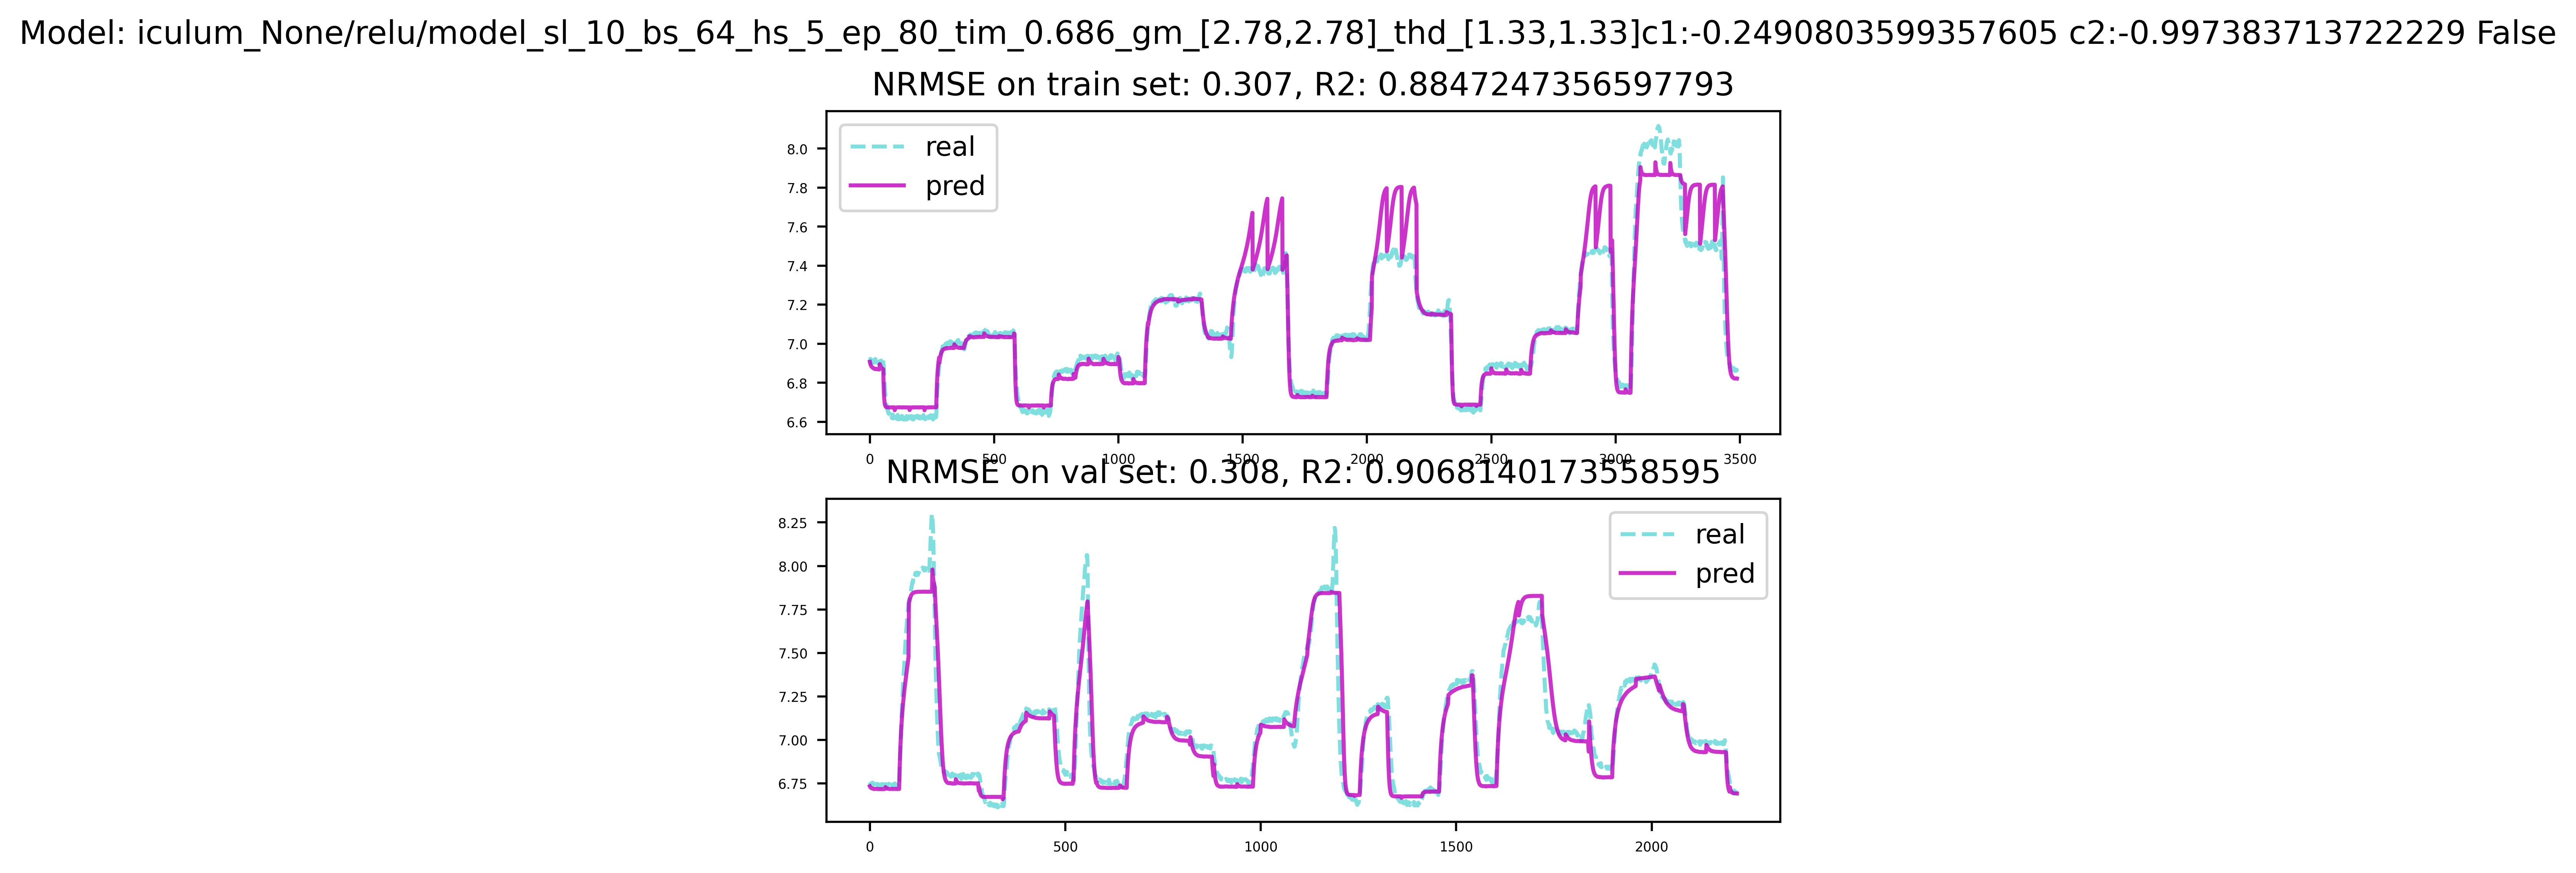 Model: iculum_None/relu/model_sl_10_bs_64_hs_5_ep_80_tim_0.686_gm_[2.78,2.78]_thd_[1.33,1.33]c1:-0.2490803599357605 c2:-0.997383713722229 False
NRMSE on train set: 0.307, R2: 0.8847247356597793
real
pred
8.0
7.8
7.6
7.4
7.2
7.0
6.8
6.6
0 500 1000 1500 2000 2500 3000 3500
NRMSE on val set: 0.308, R2: 0.9068140173558595
real
pred
8.25
8.00
7.75
7.50
7.25
7.00
6.75
0 500 1000 1500 2000